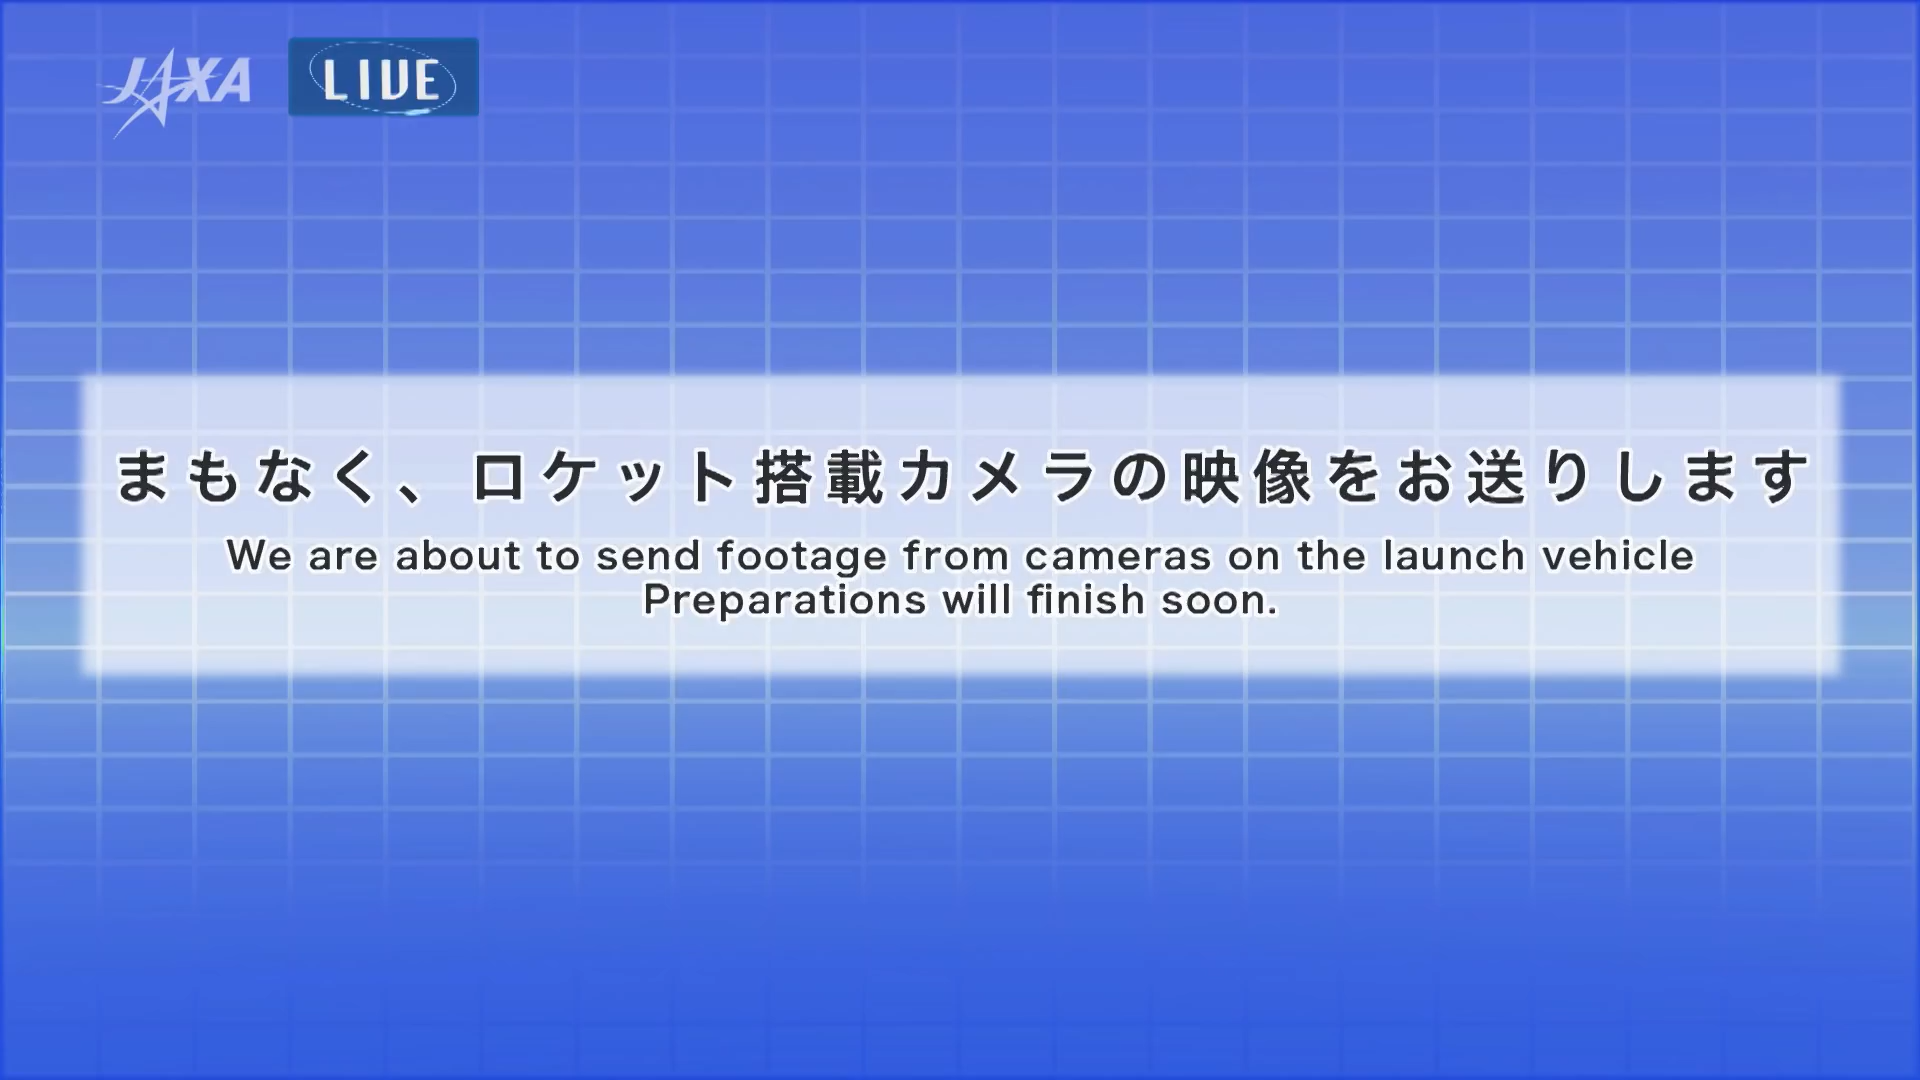 JAXA
LIVE
まもなく、ロケット搭載カメラの映像をお送りします
We are about to send footage from cameras on the launch vehicle
Preparations will finish soon.